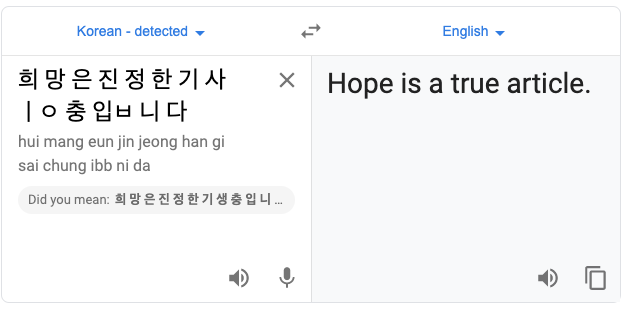 Korean - detected
English
희 망 은 진 정 한 기 사
ㅣㅇ 충 입ㅂ 니 다
hui mang eun jin jeong han gi
sai chung ibb ni da
Did you mean: 희 망 은 진 정 한 기 생 충 입 니 ...
Hope is a true article.